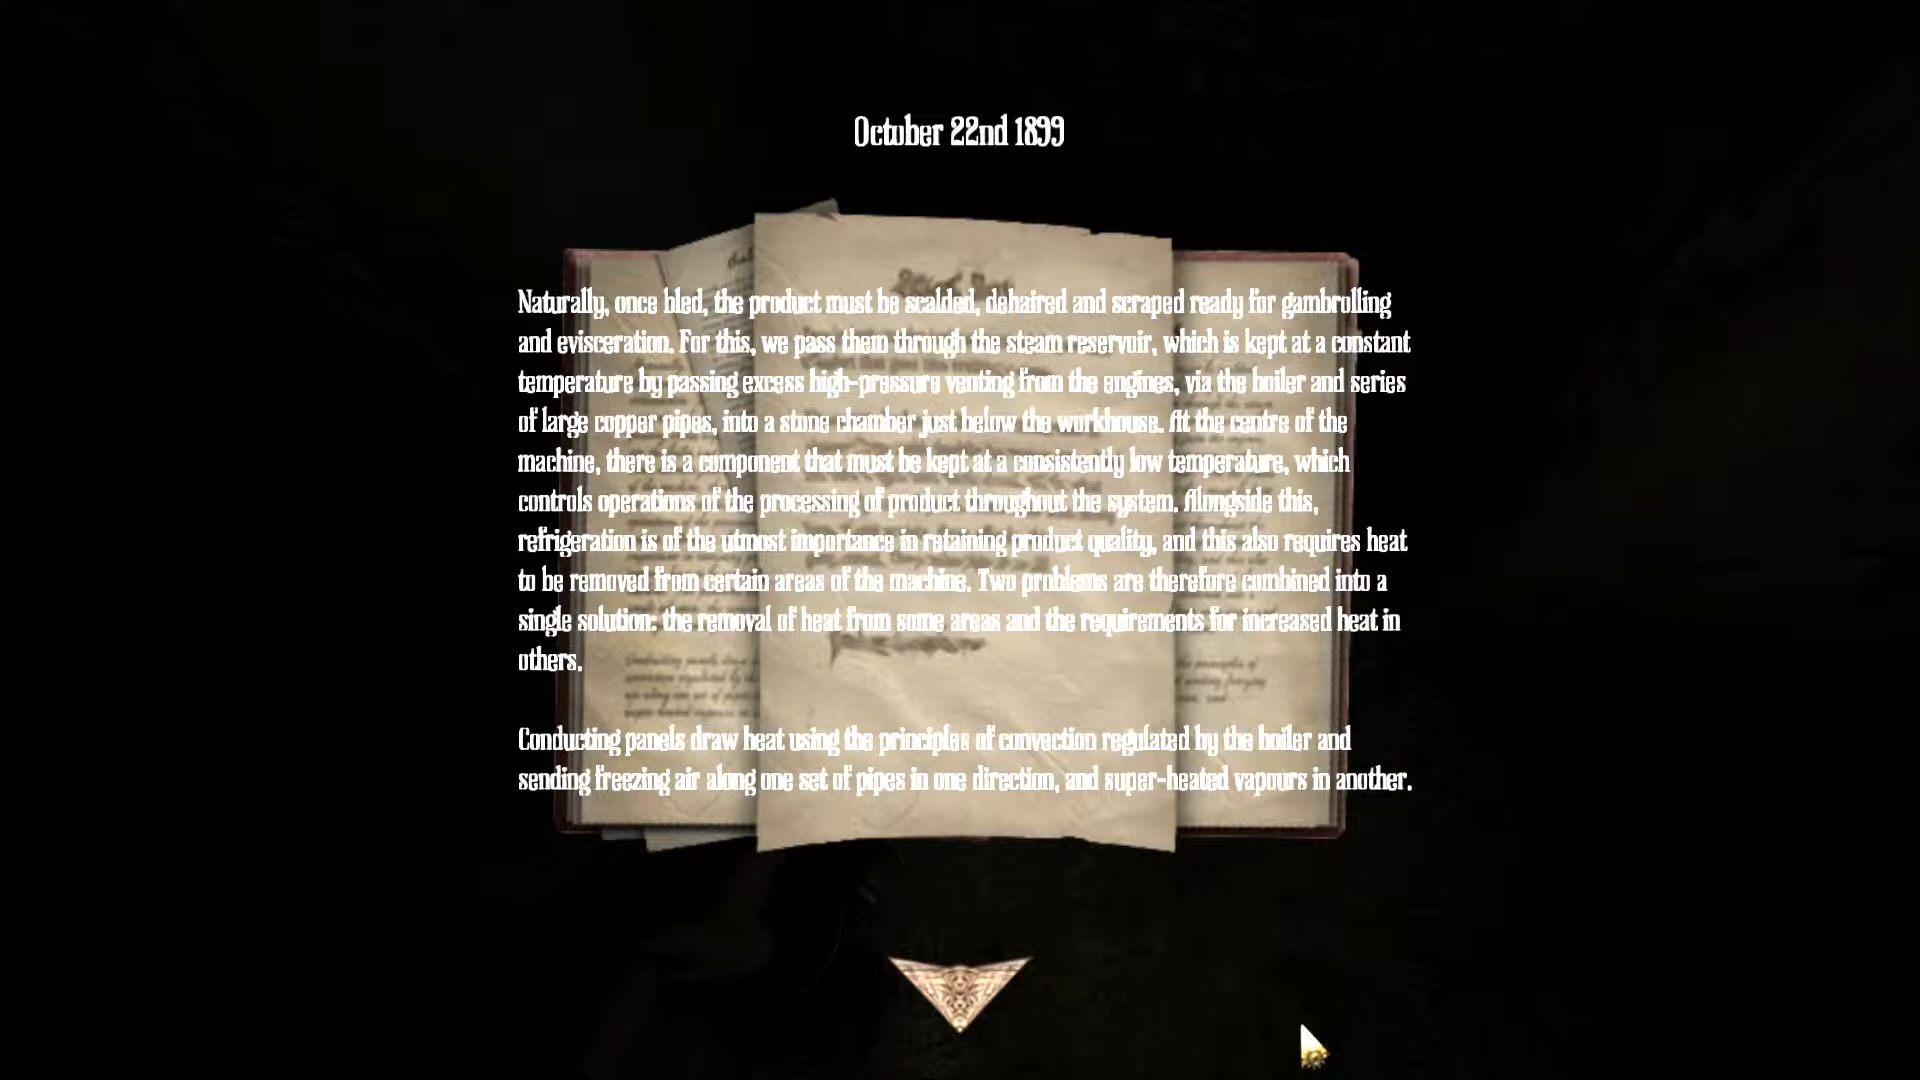 October 22nd 1899
Naturally, once bled, the product must be scalded, dehaired and scraped ready for gambrolling
and evisceration. For this, we pass them through the steam reservoir, which is kept at a constant
temperature by passing excess high-pressure venting from the engines, via the boiler and series
of large copper pipes, into a stone chamber just below the workhouse. At the centre of the
machine, there is a component that must be kept at a consistently low temperature, which
controls operations of the processing of product throughout the system. Alongside this,
refrigeration is of the utmost importance in retaining product quality, and this also requires heat
to be removed from certain areas of the machine. Two problems are therefore combined into a
single solution: the removal of heat from some areas and the requirements for increased heat in
others.
Conducting panels draw heat using the principles of convection regulated by the boiler and
sending freezing air along one set of pipes in one direction, and super-heated vapours in another.